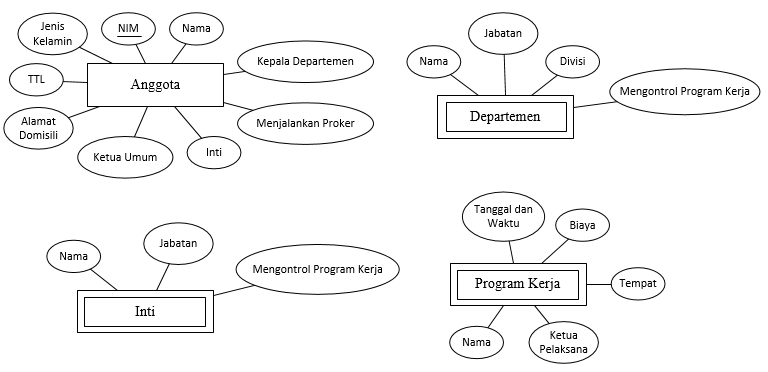 Jenis
Kelamin
NIM
Nama
TTL
Anggota
Kepala Departemen
Alamat
Domisili
Menjalankan Proker
Ketua Umum
Inti
Jabatan
Nama
Divisi
Departemen
Mengontrol Program Kerja
Nama
Jabatan
Mengontrol Program Kerja
Inti
Tanggal dan
Waktu
Biaya
Program Kerja
Tempat
Nama
Ketua
Pelaksana